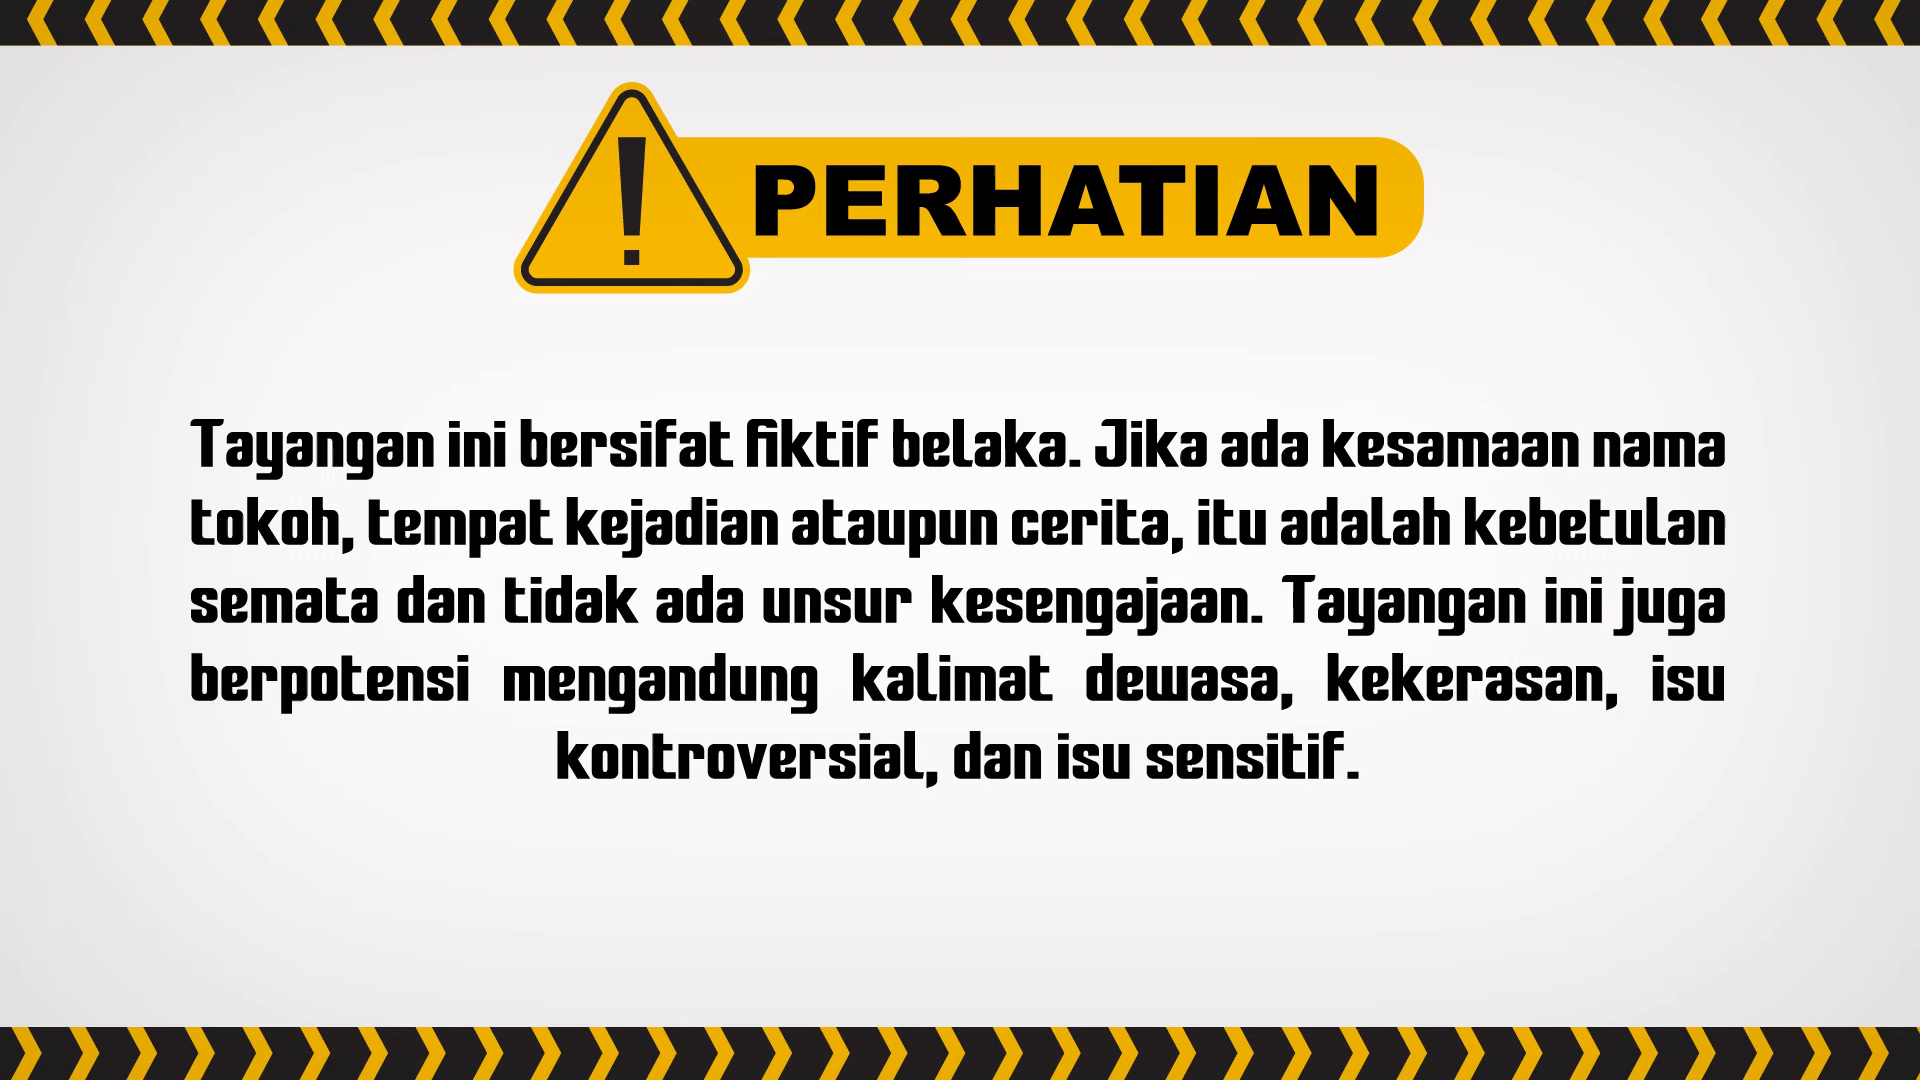 PERHATIAN
Tayangan ini bersifat fiktif belaka. Jika ada kesamaan nama
tokoh, tempat kejadian ataupun cerita, itu adalah kebetulan
semata dan tidak ada unsur kesengajaan. Tayangan ini juga
berpotensi mengandung kalimat dewasa, kekerasan, isu
kontroversial, dan isu sensitif.